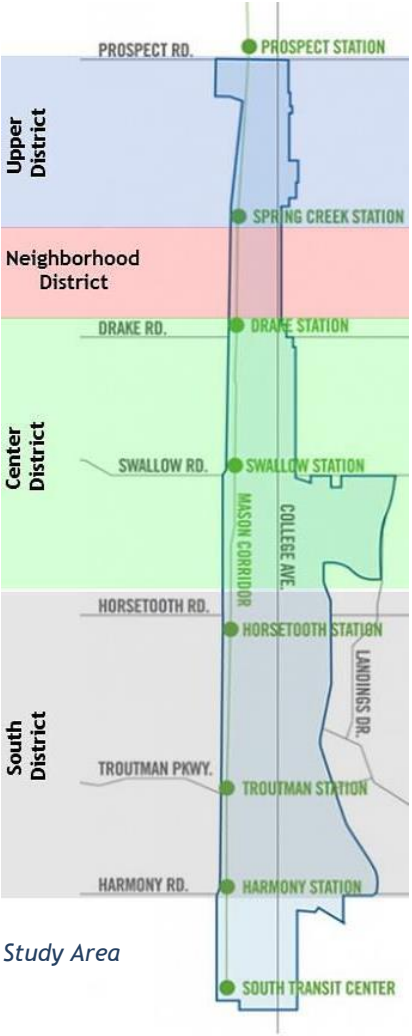 PROSPECT RD.
PROSPECT STATION
Upper
District
SPRING CREEK STATION
Neighborhood
District
DRAKE STATION
DRAKE RD.
Center
District
SWALLOW RD.
SWALLOW STATION
MASON CORRIDOR
COLLEGE AVE.
HORSETOOTH RD.
HORSETOOTH STATION
LANDINGS DR.
South
District
TROUTMAN PKWY.
TROUTMAN STATION
HARMONY RD.
HARMONY STATION
Study Area
SOUTH TRANSIT CENTER